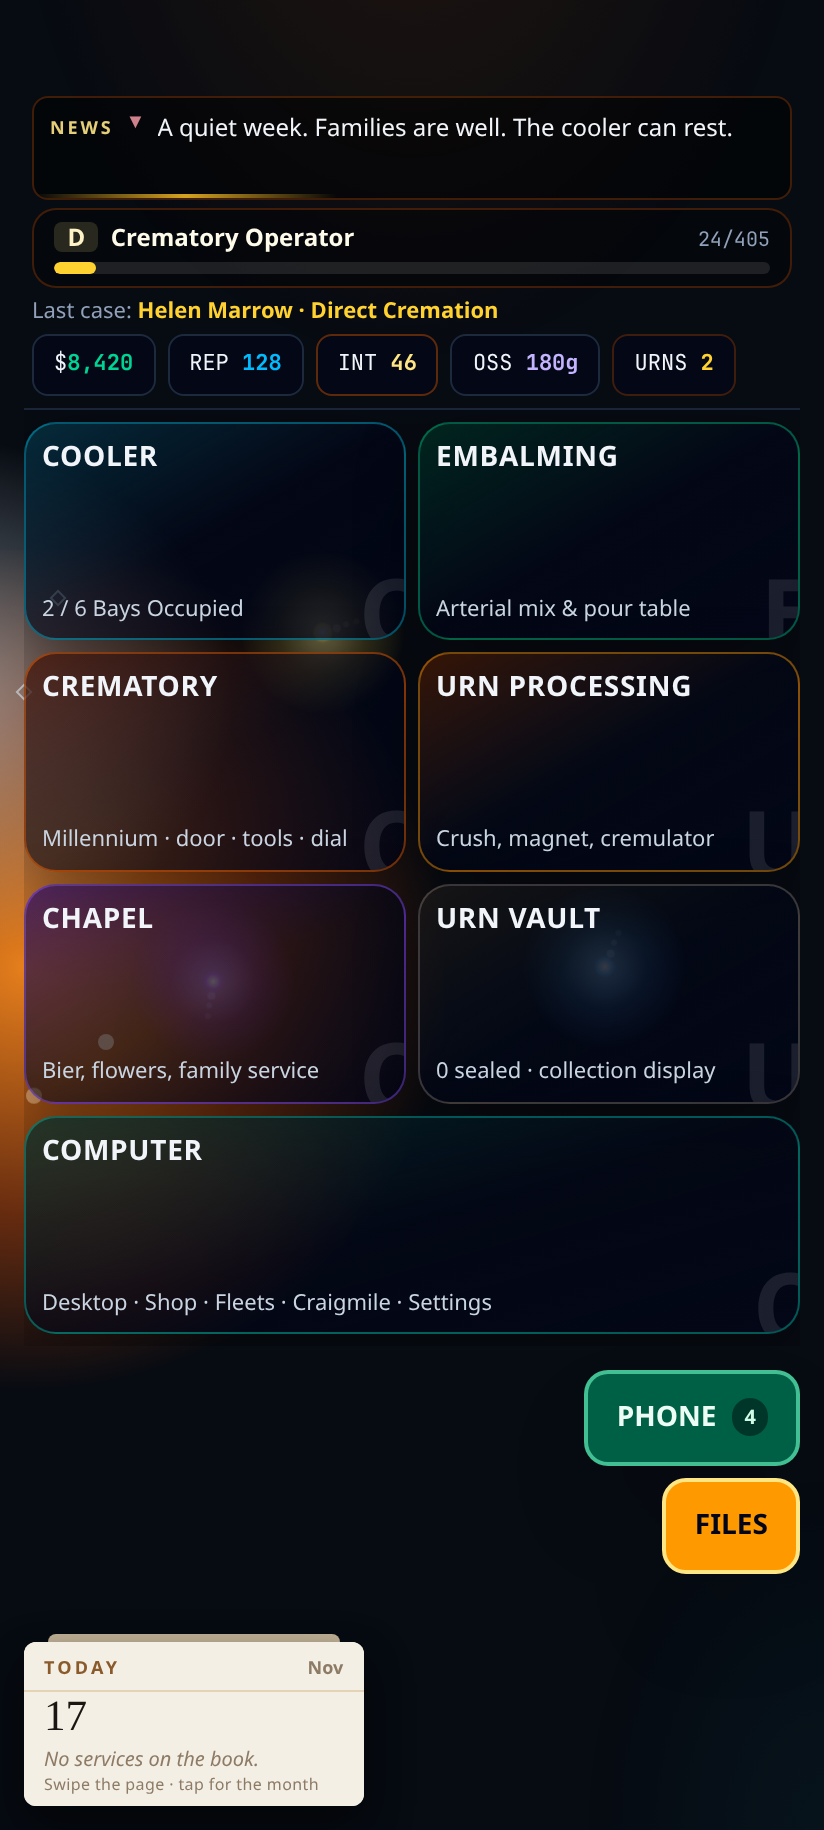 NEWS ▼ A quiet week. Families are well. The cooler can rest.
D Crematory Operator 24/405
Last case: Helen Marrow · Direct Cremation
$8,420 REP 128 INT 46 OSS 180g URNS 2
COOLER
2 / 6 Bays Occupied
C
EMBALMING
Arterial mix & pour table
E
CREMATORY
Millennium · door · tools · dial
C
URN PROCESSING
Crush, magnet, cremulator
U
CHAPEL
Bier, flowers, family service
C
URN VAULT
0 sealed · collection display
U
COMPUTER
Desktop · Shop · Fleets · Craigmile · Settings
C
PHONE 4
FILES
TODAY Nov
17
No services on the book.
Swipe the page · tap for the month